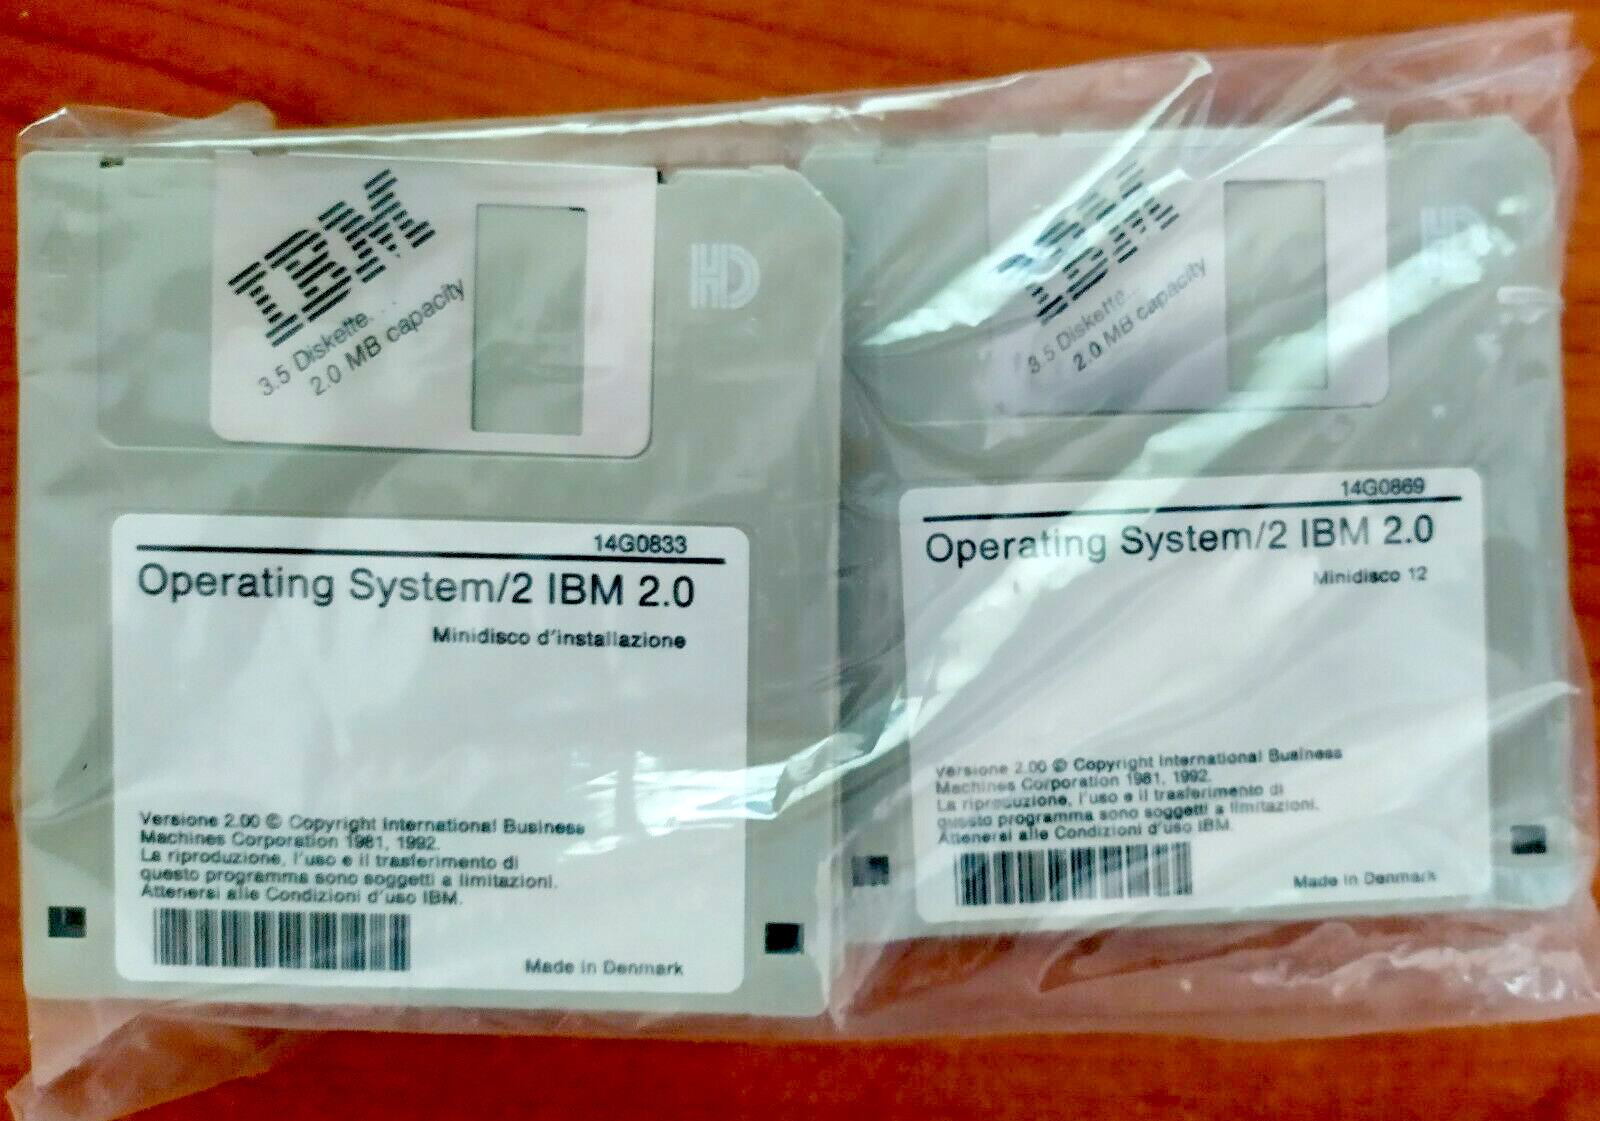 IBM
3.5 Diskette
2.0 MB capacity
HD
14G0833
Operating System/2 IBM 2.0
Minidisco d'installazione
Versione 2.00 © Copyright International Business
Machines Corporation 1981, 1992.
La riproduzione, l'uso e il trasferimento di
questo programma sono soggetti a limitazioni.
Attenersi alle Condizioni d'uso IBM.
Made in Denmark
IBM
3.5 Diskette
2.0 MB capacity
HD
14G0869
Operating System/2 IBM 2.0
Minidisco 12
Versione 2.00 © Copyright International Business
Machines Corporation 1981, 1992.
La riproduzione, l'uso e il trasferimento di
questo programma sono soggetti a limitazioni.
Attenersi alle Condizioni d'uso IBM.
Made in Denmark